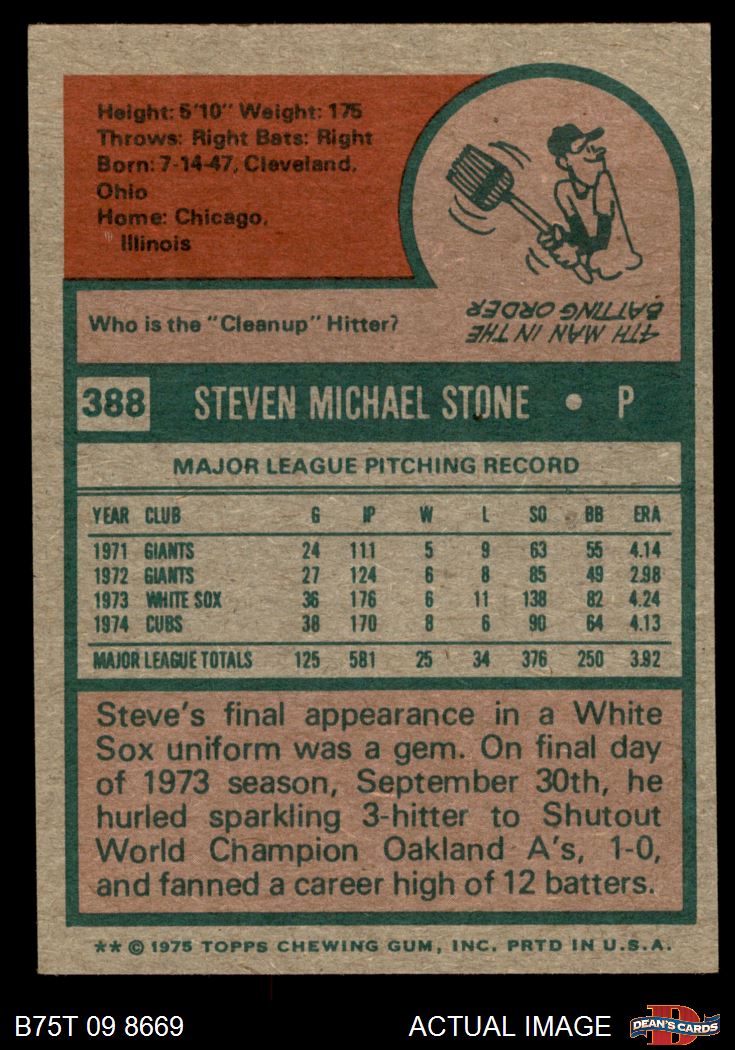 Height: 5'10" Weight: 175
Throws: Right Bats: Right
Born: 7-14-47, Cleveland,
Ohio
Home: Chicago,
Illinois
Who is the "Cleanup" Hitter?
4TH MAN IN THE
BATTING ORDER
388 STEVEN MICHAEL STONE • P
MAJOR LEAGUE PITCHING RECORD
YEAR CLUB G IP W L SO BB ERA
1971 GIANTS 24 111 5 9 63 55 4.14
1972 GIANTS 27 124 6 8 85 49 2.98
1973 WHITE SOX 36 176 6 11 138 82 4.24
1974 CUBS 38 170 8 6 90 64 4.13
MAJOR LEAGUE TOTALS 125 581 25 34 376 250 3.92
Steve's final appearance in a White
Sox uniform was a gem. On final day
of 1973 season, September 30th, he
hurled sparkling 3-hitter to Shutout
World Champion Oakland A's, 1-0,
and fanned a career high of 12 batters.
** © 1975 TOPPS CHEWING GUM, INC. PRTD IN U.S.A.
B75T 09 8669 ACTUAL IMAGE
D
DEAN'S CARDS